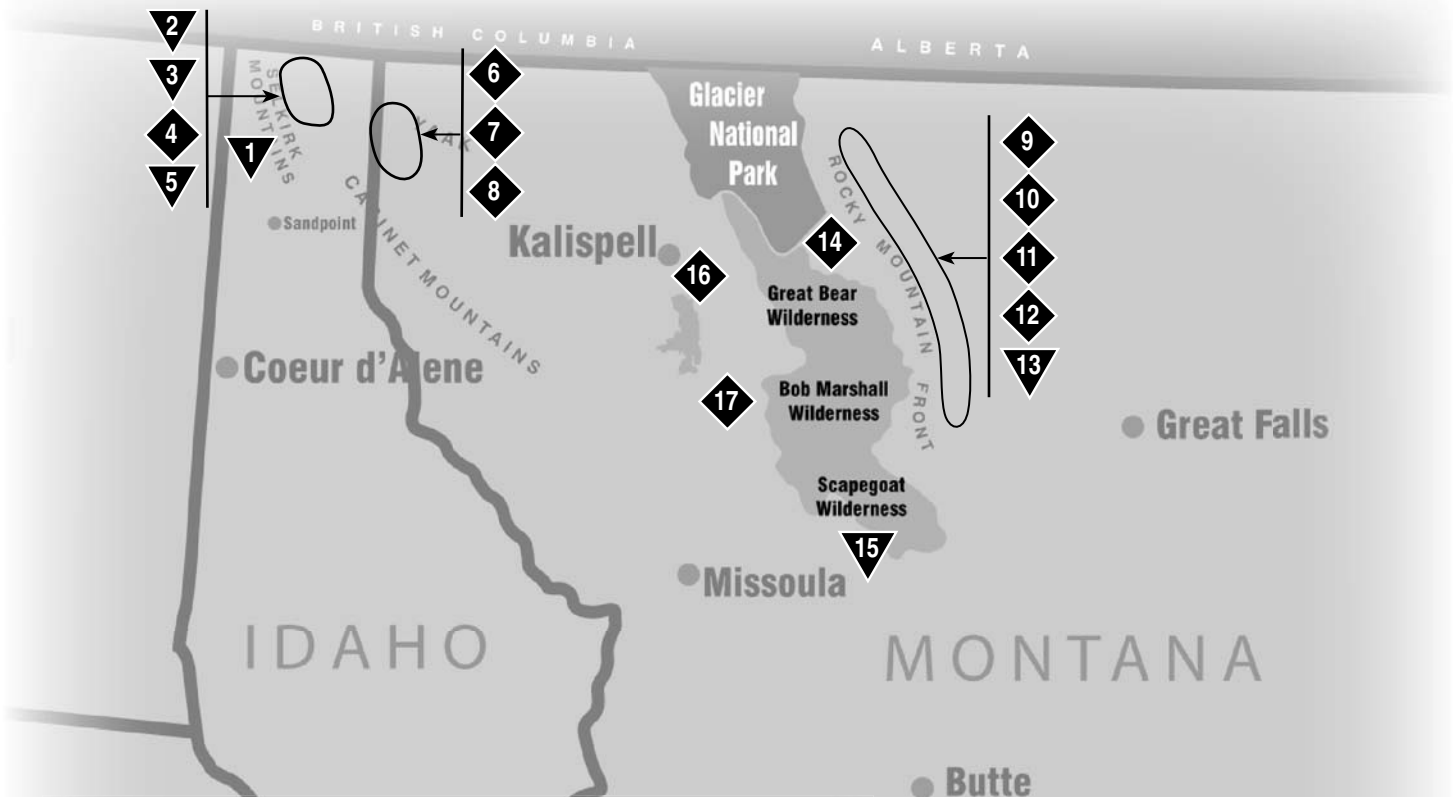 BRITISH COLUMBIA
ALBERTA
2
3
4
5
1
SELKIRK
MOUNTAINS
6
7
8
YAAK
Glacier
National
Park
9
10
11
12
13
ROCKY MOUNTAIN FRONT
Sandpoint
CABINET MOUNTAINS
Kalispell
14
16
Great Bear
Wilderness
Coeur d'Alene
17
Bob Marshall
Wilderness
Great Falls
Scapegoat
Wilderness
15
Missoula
IDAHO
MONTANA
Butte